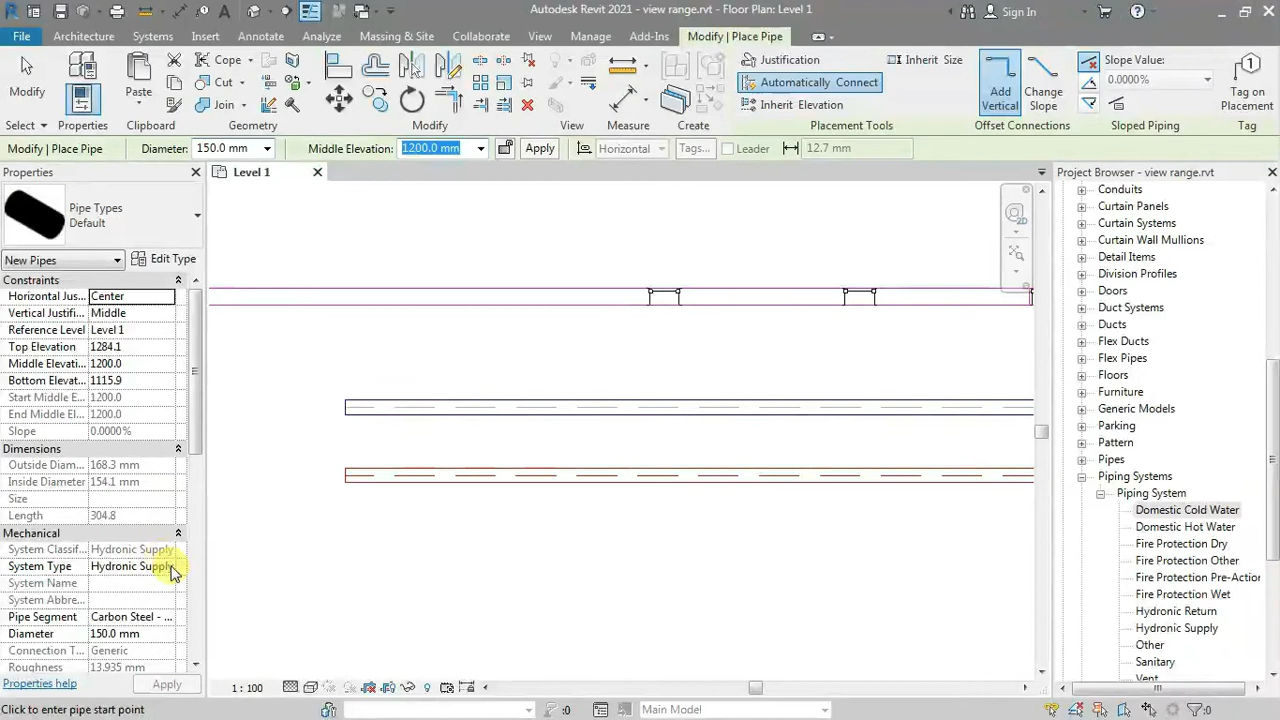 Autodesk Revit 2021 - view range.rvt - Floor Plan: Level 1
Sign In
File
Architecture
Systems
Insert
Annotate
Analyze
Massing & Site
Collaborate
View
Manage
Add-Ins
Modify | Place Pipe
Modify
Properties
Paste
Cope
Cut
Join
Justification
Automatically Connect
Inherit Elevation
Inherit Size
Add Vertical
Change Slope
Slope Value:
0.0000%
Tag on Placement
Select
Properties
Clipboard
Geometry
Modify
View
Measure
Create
Placement Tools
Offset Connections
Sloped Piping
Tag
Modify | Place Pipe
Diameter: 150.0 mm
Middle Elevation: 1200.0 mm
Apply
Horizontal
Tags...
Leader
12.7 mm
Properties
Level 1
Project Browser - view range.rvt
Pipe Types
Default
New Pipes
Edit Type
Constraints
Horizontal Jus... Center
Vertical Justifi... Middle
Reference Level Level 1
Top Elevation 1284.1
Middle Elevati... 1200.0
Bottom Elevat... 1115.9
Start Middle E... 1200.0
End Middle El... 1200.0
Slope 0.0000%
Dimensions
Outside Diam... 168.3 mm
Inside Diameter 154.1 mm
Size
Length 304.8
Mechanical
System Classif... Hydronic Supply
System Type Hydronic Supply
System Name
System Abbre...
Pipe Segment Carbon Steel - ...
Diameter 150.0 mm
Connection T... Generic
Roughness 13.935 mm
Properties help
Apply
2D
Conduits
Curtain Panels
Curtain Systems
Curtain Wall Mullions
Detail Items
Division Profiles
Doors
Duct Systems
Ducts
Flex Ducts
Flex Pipes
Floors
Furniture
Generic Models
Parking
Pattern
Pipes
Piping Systems
Piping System
Domestic Cold Water
Domestic Hot Water
Fire Protection Dry
Fire Protection Other
Fire Protection Pre-Action
Fire Protection Wet
Hydronic Return
Hydronic Supply
Other
Sanitary
Vent
1 : 100
Click to enter pipe start point
:0
Main Model
:0